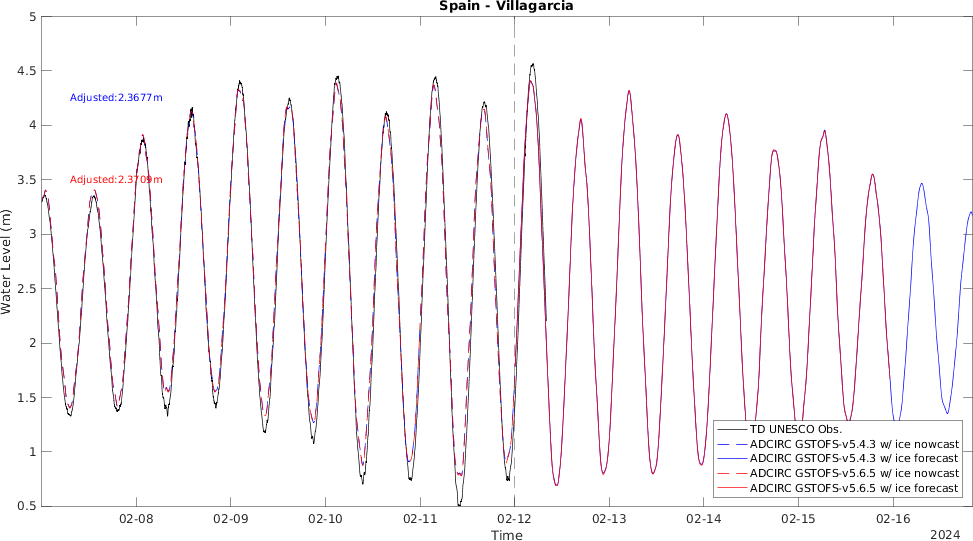 Spain - Villagarcia
5
4.5
4
3.5
3
2.5
2
1.5
1
0.5
Water Level (m)
Adjusted:2.3677m
Adjusted:2.3709m
TD UNESCO Obs.
ADCIRC GSTOFS-v5.4.3 w/ ice nowcast
ADCIRC GSTOFS-v5.4.3 w/ ice forecast
ADCIRC GSTOFS-v5.6.5 w/ ice nowcast
ADCIRC GSTOFS-v5.6.5 w/ ice forecast
02-08 02-09 02-10 02-11 02-12 02-13 02-14 02-15 02-16
Time
2024